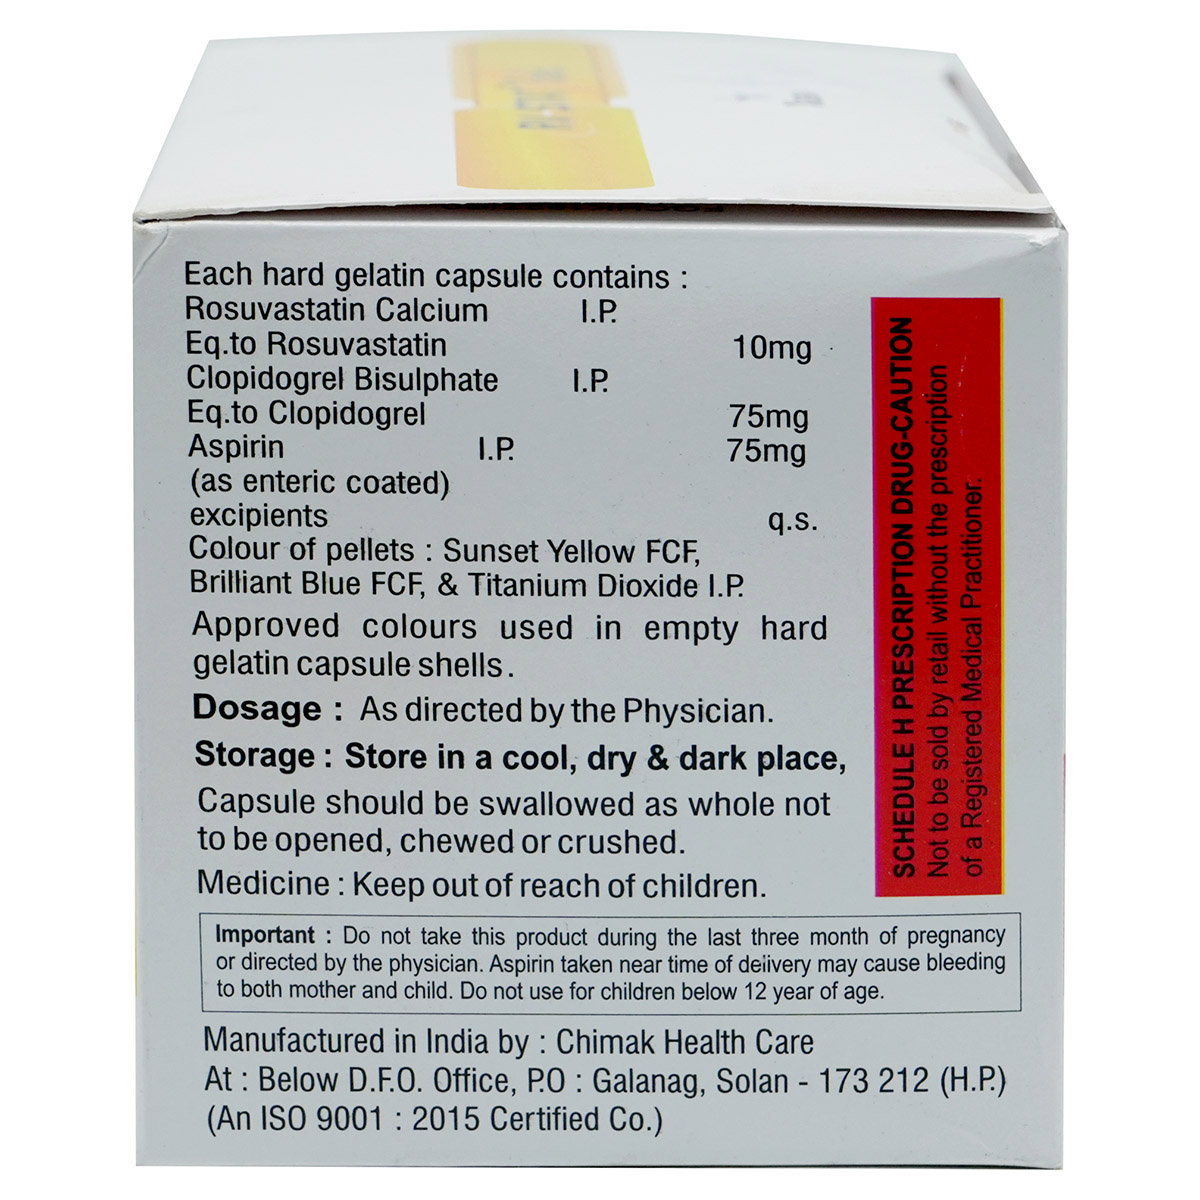 Each hard gelatin capsule contains :
Rosuvastatin Calcium I.P.
Eq.to Rosuvastatin 10mg
Clopidogrel Bisulphate I.P.
Eq.to Clopidogrel 75mg
Aspirin I.P. 75mg
(as enteric coated)
excipients q.s.
Colour of pellets : Sunset Yellow FCF,
Brilliant Blue FCF, & Titanium Dioxide I.P.
Approved colours used in empty hard
gelatin capsule shells.
Dosage : As directed by the Physician.
Storage : Store in a cool, dry & dark place,
Capsule should be swallowed as whole not
to be opened, chewed or crushed.
Medicine : Keep out of reach of children.
SCHEDULE H PRESCRIPTION DRUG-CAUTION
Not to be sold by retail without the prescription
of a Registered Medical Practitioner.
Important : Do not take this product during the last three month of pregnancy
or directed by the physician. Aspirin taken near time of delivery may cause bleeding
to both mother and child. Do not use for children below 12 year of age.
Manufactured in India by : Chimak Health Care
At : Below D.F.O. Office, P.O : Galanag, Solan - 173 212 (H.P.)
(An ISO 9001 : 2015 Certified Co.)